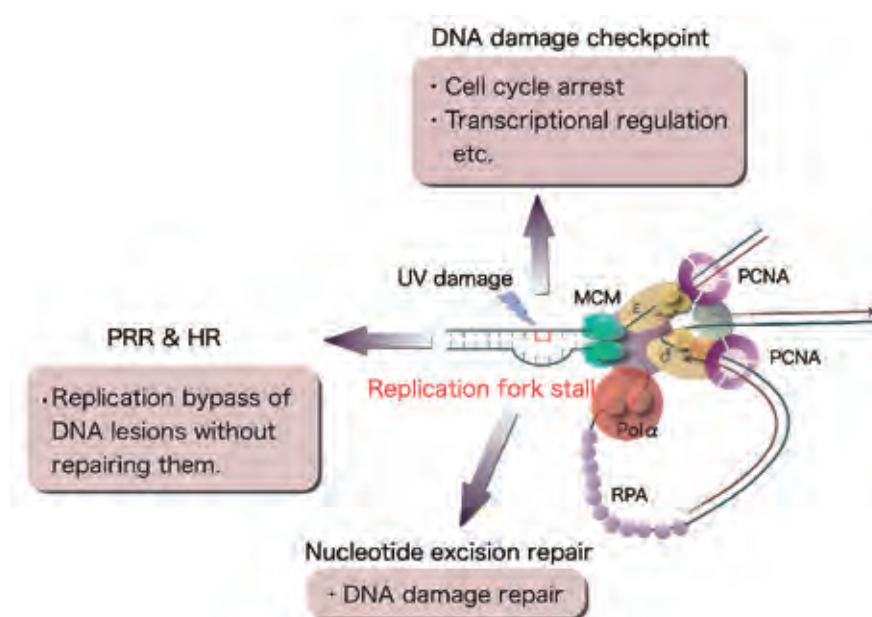 DNA damage checkpoint
・Cell cycle arrest
・Transcriptional regulation
etc.
UV damage
MCM
ε
PCNA
PRR & HR
δ
PCNA
・Replication bypass of
DNA lesions without
repairing them.
Replication fork stall
Polα
RPA
Nucleotide excision repair
・DNA damage repair